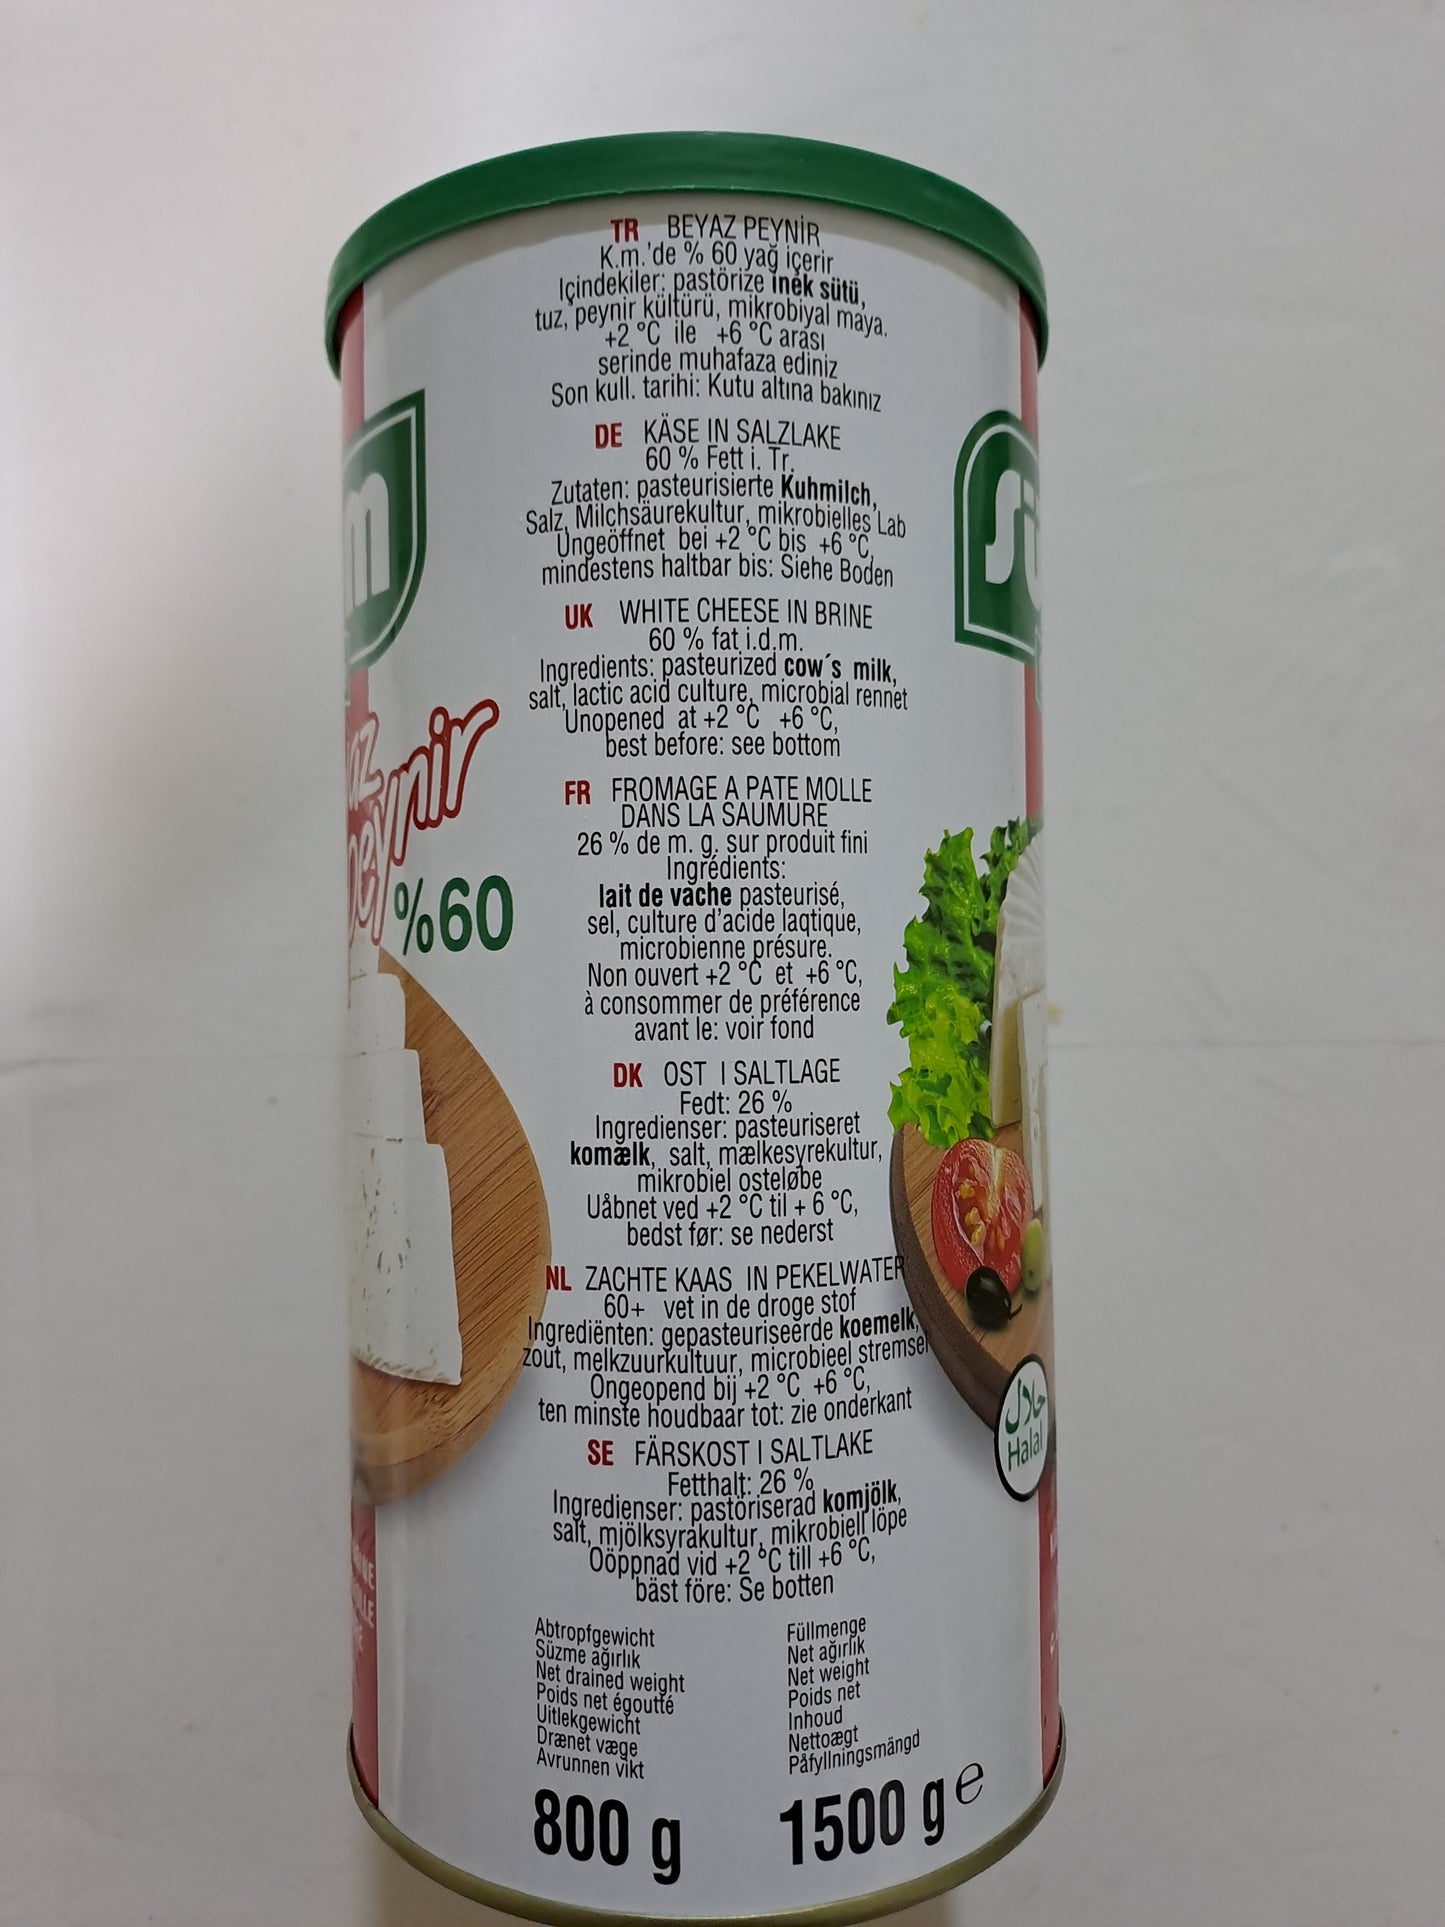 TR BEYAZ PEYNİR
K.m.'de % 60 yağ içerir
Içindekiler: pastörize inek sütü,
tuz, peynir kültürü, mikrobiyal maya.
+2 °C ile +6 °C arası
serinde muhafaza ediniz
Son kull. tarihi: Kutu altına bakınız
DE KÄSE IN SALZLAKE
60 % Fett i. Tr.
Zutaten: pasteurisierte Kuhmilch,
Salz, Milchsäurekultur, mikrobielles Lab
Ungeöffnet bei +2 °C bis +6 °C,
mindestens haltbar bis: Siehe Boden
UK WHITE CHEESE IN BRINE
60 % fat i.d.m.
Ingredients: pasteurized cow´s milk,
salt, lactic acid culture, microbial rennet
Unopened at +2 °C +6 °C,
best before: see bottom
FR FROMAGE A PATE MOLLE
DANS LA SAUMURE
26 % de m. g. sur produit fini
Ingrédients:
lait de vache pasteurisé,
sel, culture d'acide laqtique,
microbienne présure.
Non ouvert +2 °C et +6 °C,
à consommer de préférence
avant le: voir fond
DK OST I SALTLAGE
Fedt: 26 %
Ingredienser: pasteuriseret
komælk, salt, mælkesyrekultur,
mikrobiel osteløbe
Uåbnet ved +2 °C til + 6 °C,
bedst før: se nederst
NL ZACHTE KAAS IN PEKELWATER
60+ vet in de droge stof
Ingrediënten: gepasteuriseerde koemelk,
zout, melkzuurkultuur, microbieel stremsel
Ongeopend bij +2 °C +6 °C,
ten minste houdbaar tot: zie onderkant
SE FÄRSKOST I SALTLAKE
Fetthalt: 26 %
Ingredienser: pastöriserad komjölk,
salt, mjölksyrakultur, mikrobiell löpe
Oöppnad vid +2 °C till +6 °C,
bäst före: Se botten
Abtropfgewicht
Süzme ağırlık
Net drained weight
Poids net égoutté
Uitlekgewicht
Drænet væge
Avrunnen vikt
800 g
Füllmenge
Net ağırlık
Net weight
Poids net
Inhoud
Nettoægt
Påfyllningsmängd
1500 g e
m
az
peynir
%60
sü
حلال
Halal